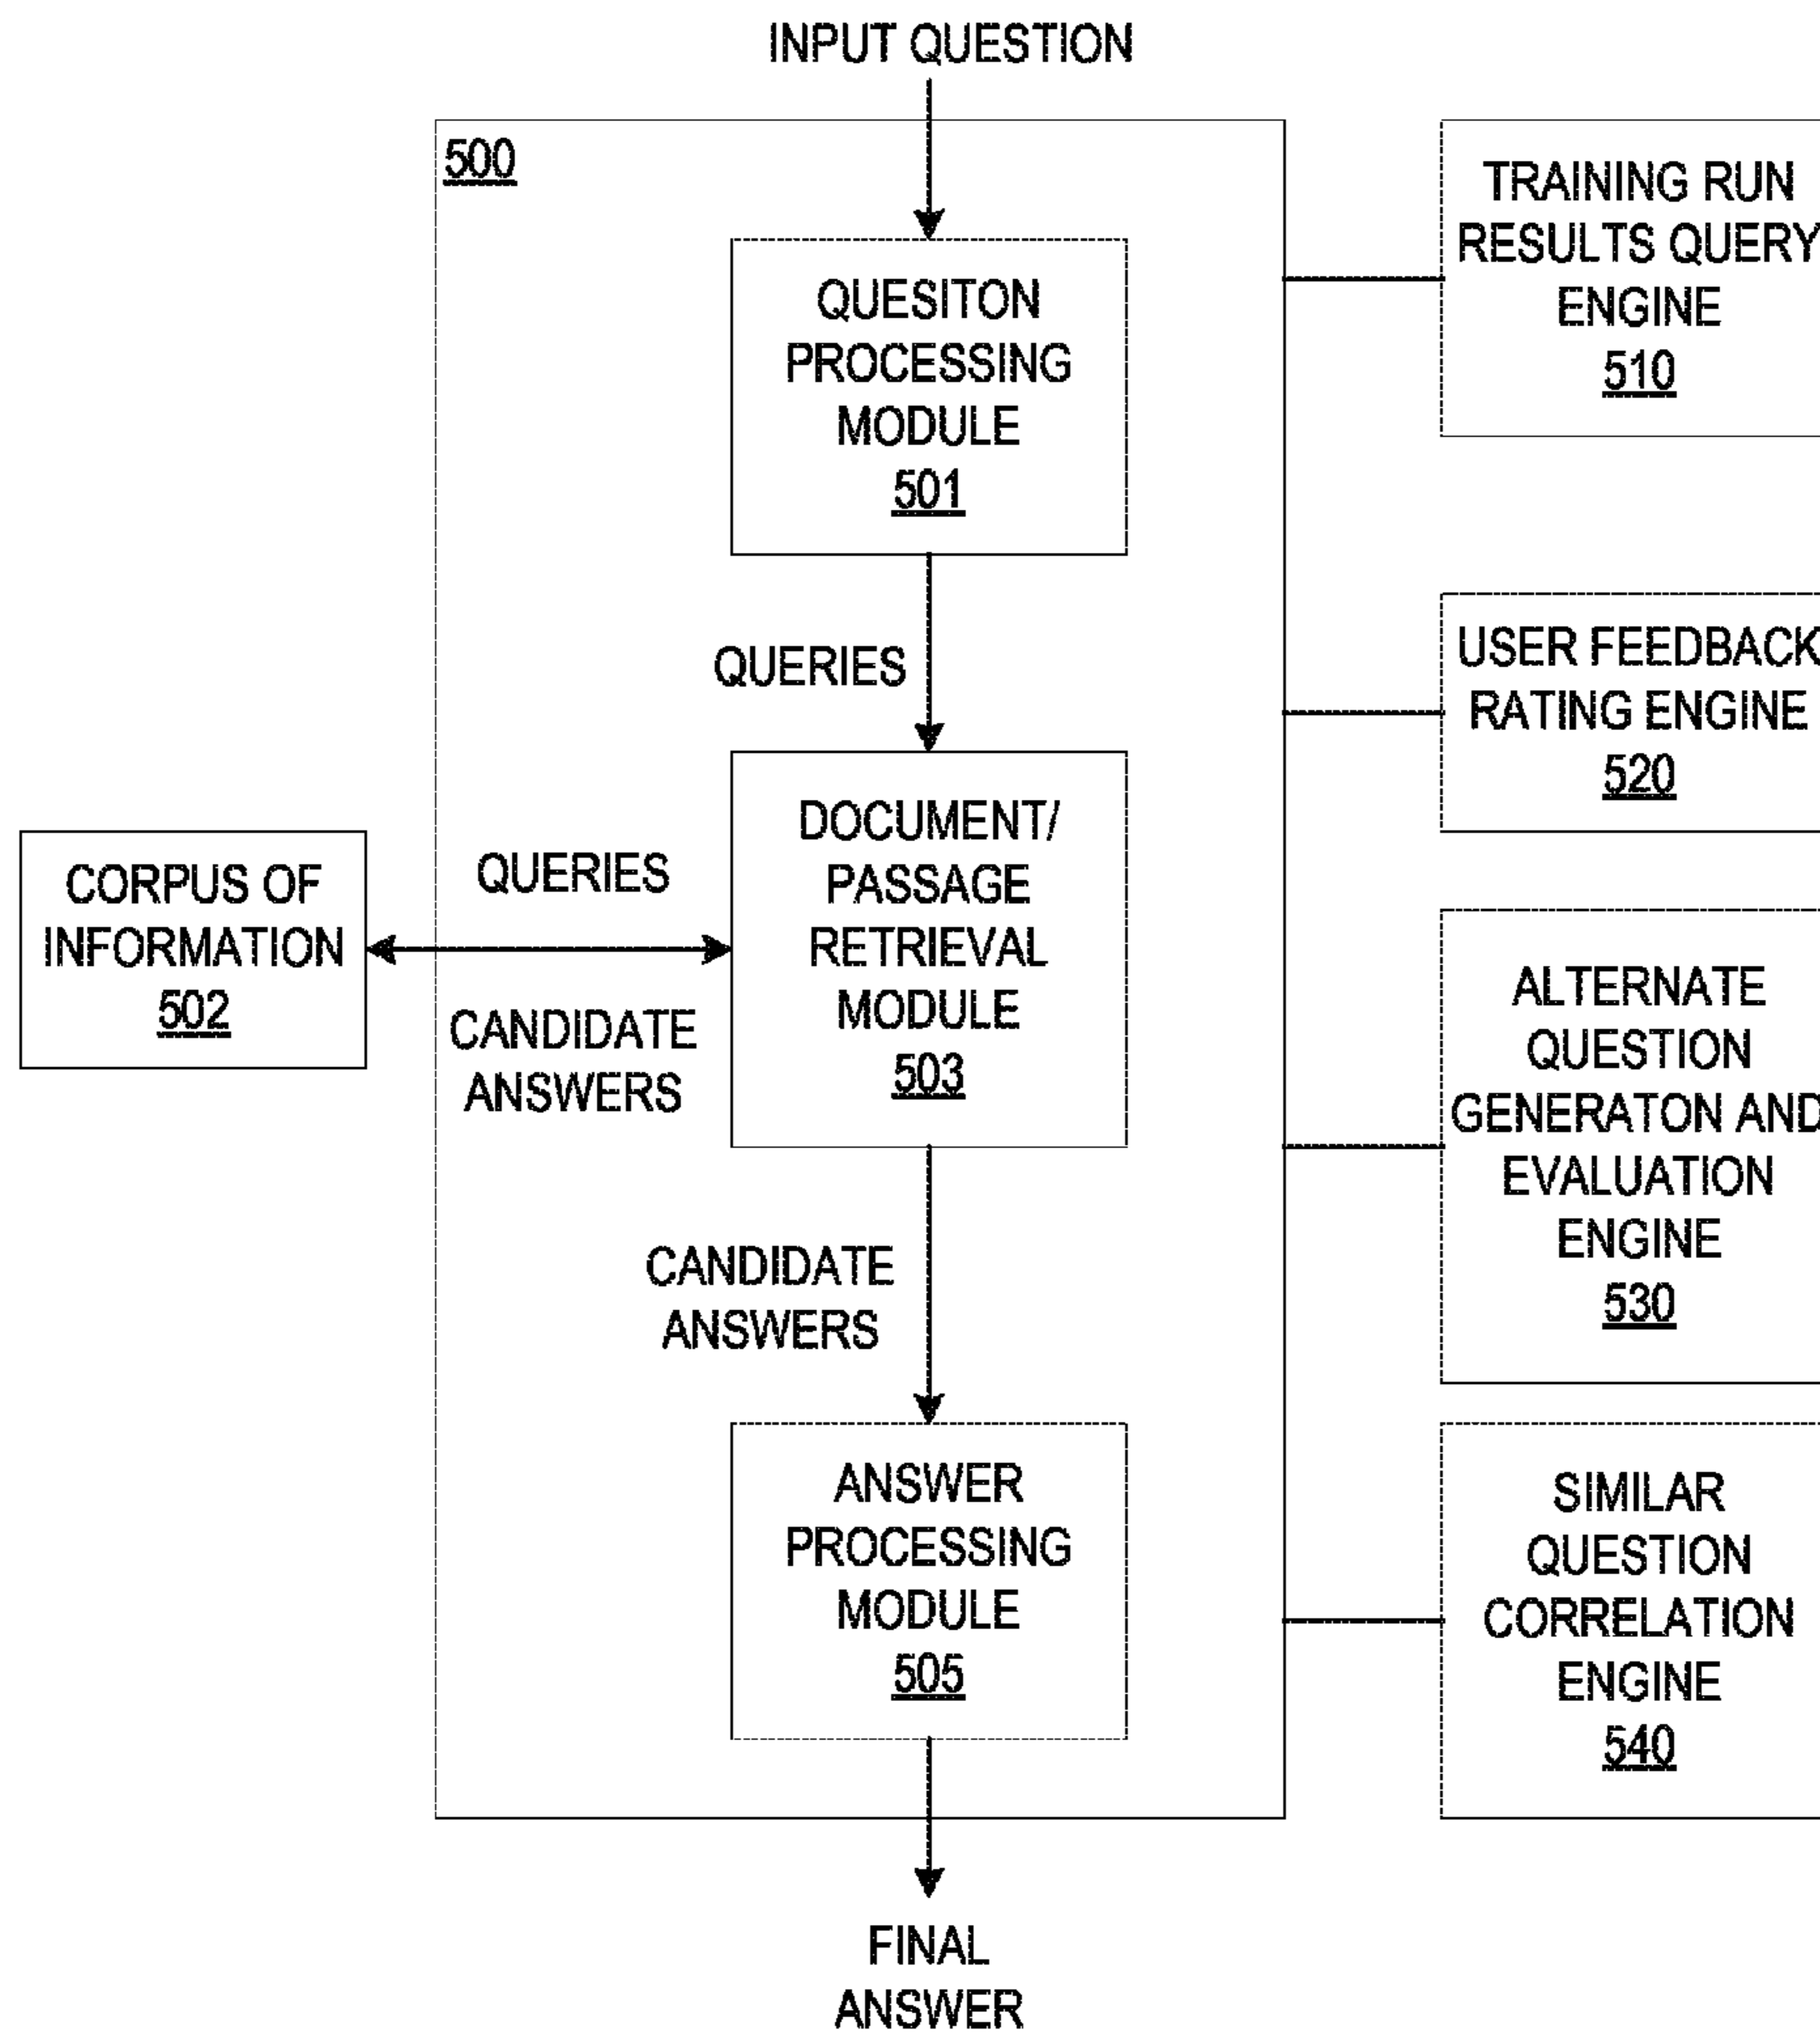 INPUT QUESTION
500
QUESITON
PROCESSING
MODULE
501
QUERIES
DOCUMENT/
PASSAGE
RETRIEVAL
MODULE
503
CORPUS OF
INFORMATION
502
QUERIES
CANDIDATE
ANSWERS
CANDIDATE
ANSWERS
ANSWER
PROCESSING
MODULE
505
FINAL
ANSWER
TRAINING RUN
RESULTS QUERY
ENGINE
510
USER FEEDBACK
RATING ENGINE
520
ALTERNATE
QUESTION
GENERATON AND
EVALUATION
ENGINE
530
SIMILAR
QUESTION
CORRELATION
ENGINE
540